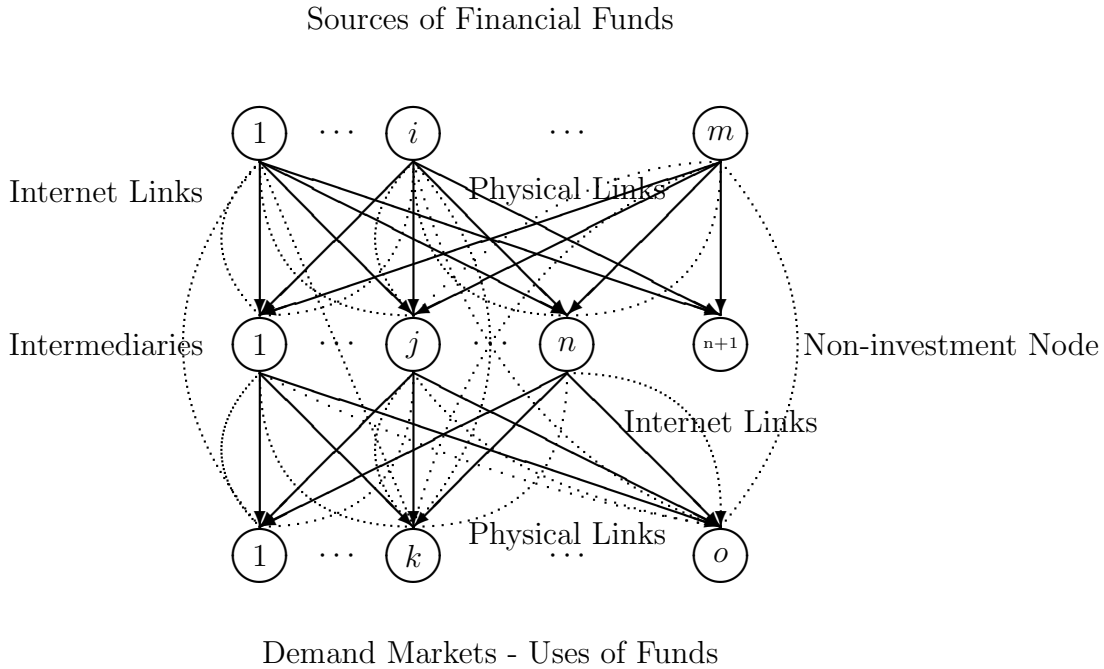 Sources of Financial Funds
1 ··· i ··· m
Internet Links
Physical Links
Intermediaries
1 ··· j ··· n n+1
Non-investment Node
Internet Links
Physical Links
1 ··· k ··· o
Demand Markets - Uses of Funds